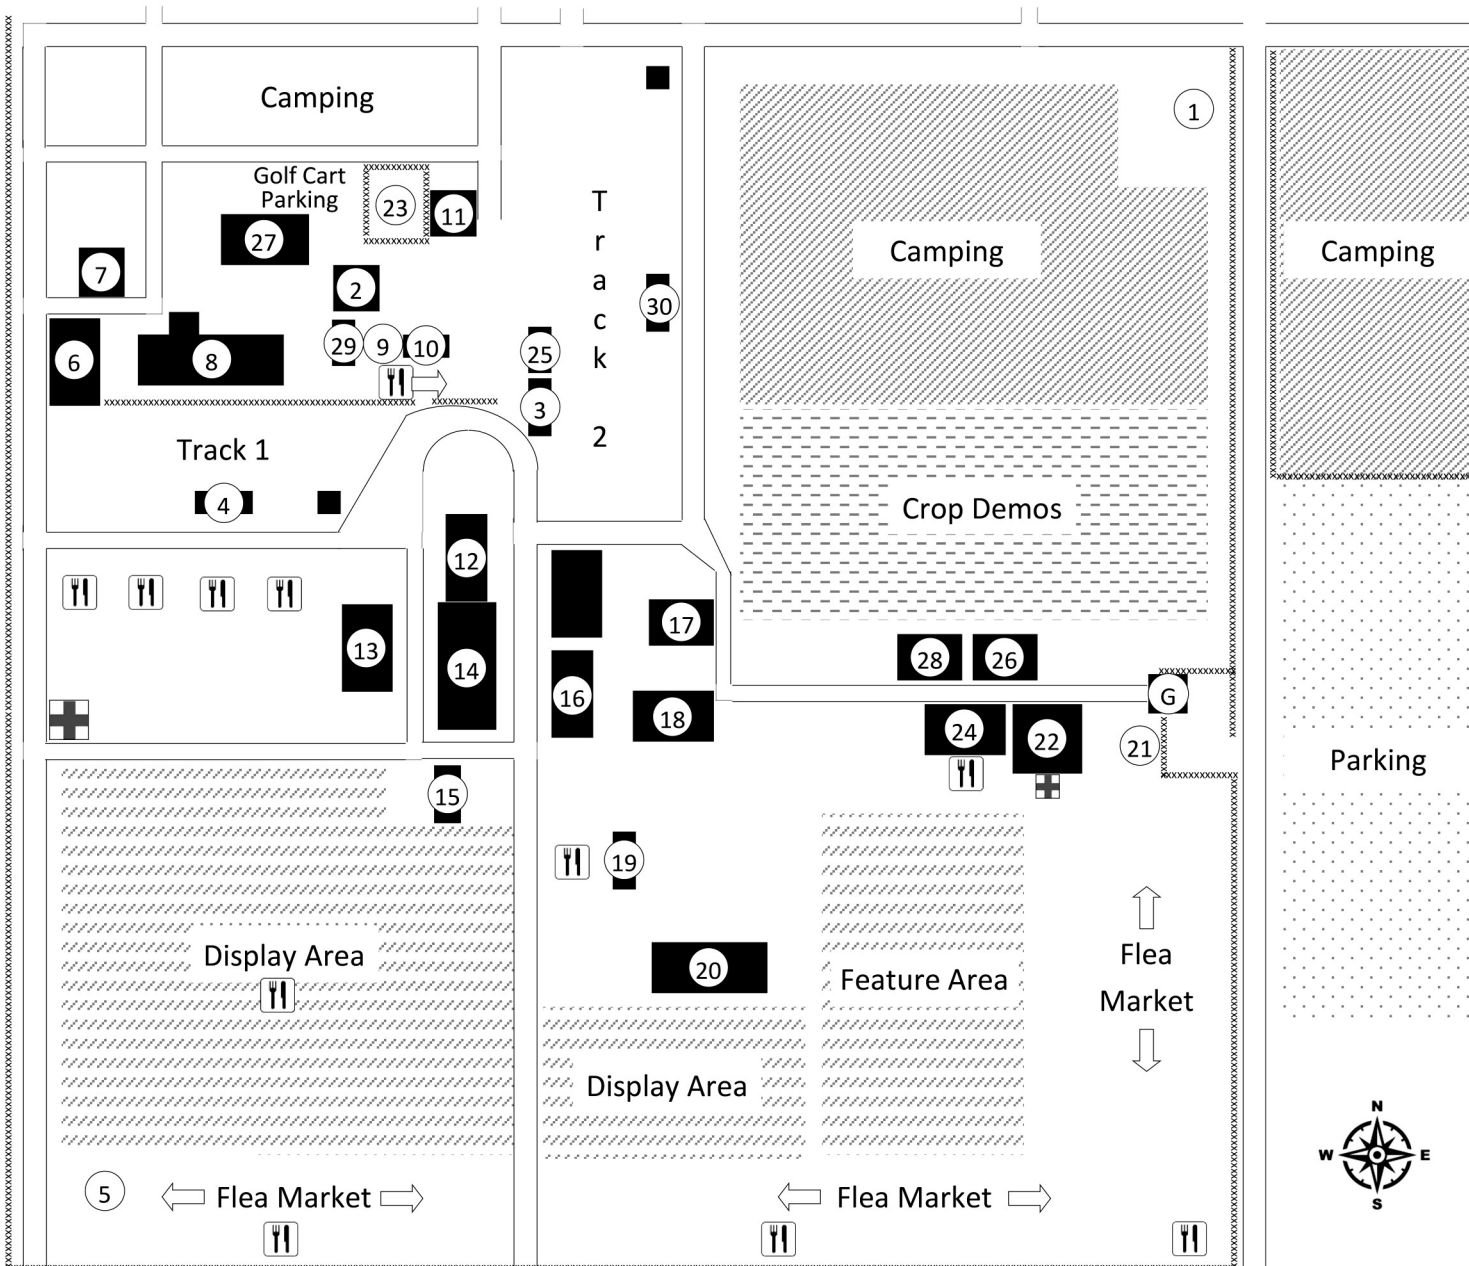 Camping
1
Golf Cart
Parking
23
11
27
7
2
Track 2
Camping
Camping
30
29
9
10
25
6
8
3
Track 1
4
Crop Demos
12
13
14
17
16
18
28
26
G
24
22
21
Parking
15
19
Display Area
20
Feature Area
Flea
Market
Display Area
N
W
E
S
5
Flea Market
Flea Market